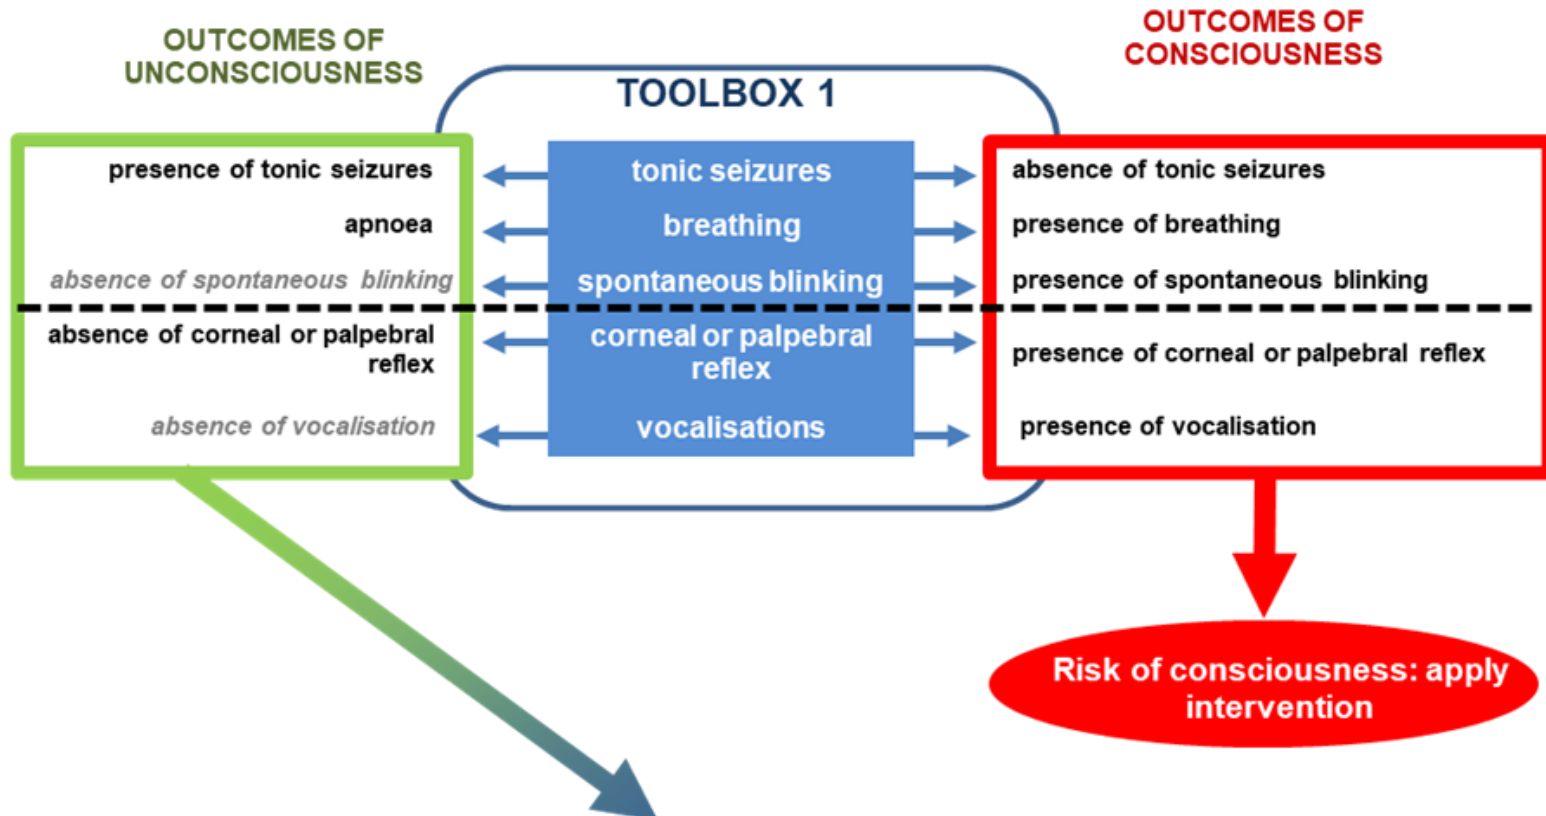 OUTCOMES OF
UNCONSCIOUSNESS
OUTCOMES OF
CONSCIOUSNESS
TOOLBOX 1
presence of tonic seizures
tonic seizures
absence of tonic seizures
apnoea
breathing
presence of breathing
absence of spontaneous blinking
spontaneous blinking
presence of spontaneous blinking
absence of corneal or palpebral
reflex
corneal or palpebral
reflex
presence of corneal or palpebral reflex
absence of vocalisation
vocalisations
presence of vocalisation
Risk of consciousness: apply
intervention